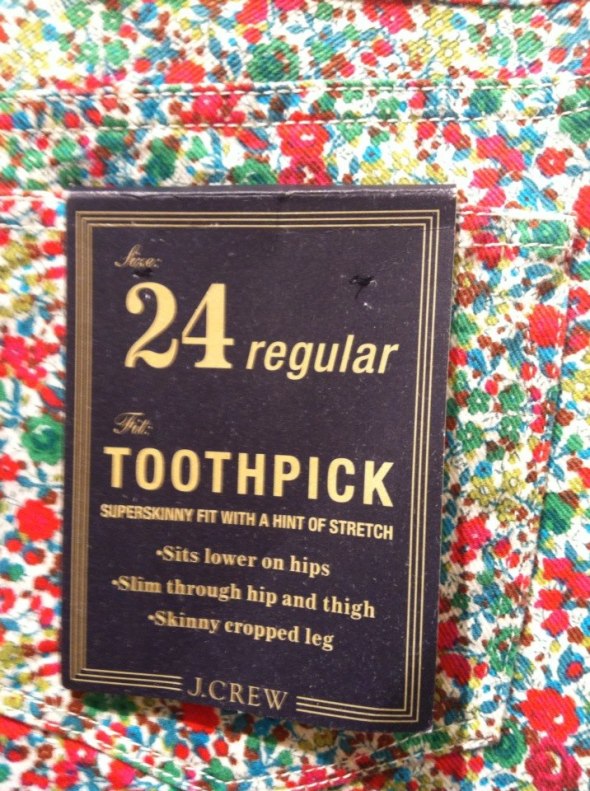 Size:
24 regular
Fit:
TOOTHPICK
SUPERSKINNY FIT WITH A HINT OF STRETCH
•Sits lower on hips
•Slim through hip and thigh
•Skinny cropped leg
J.CREW